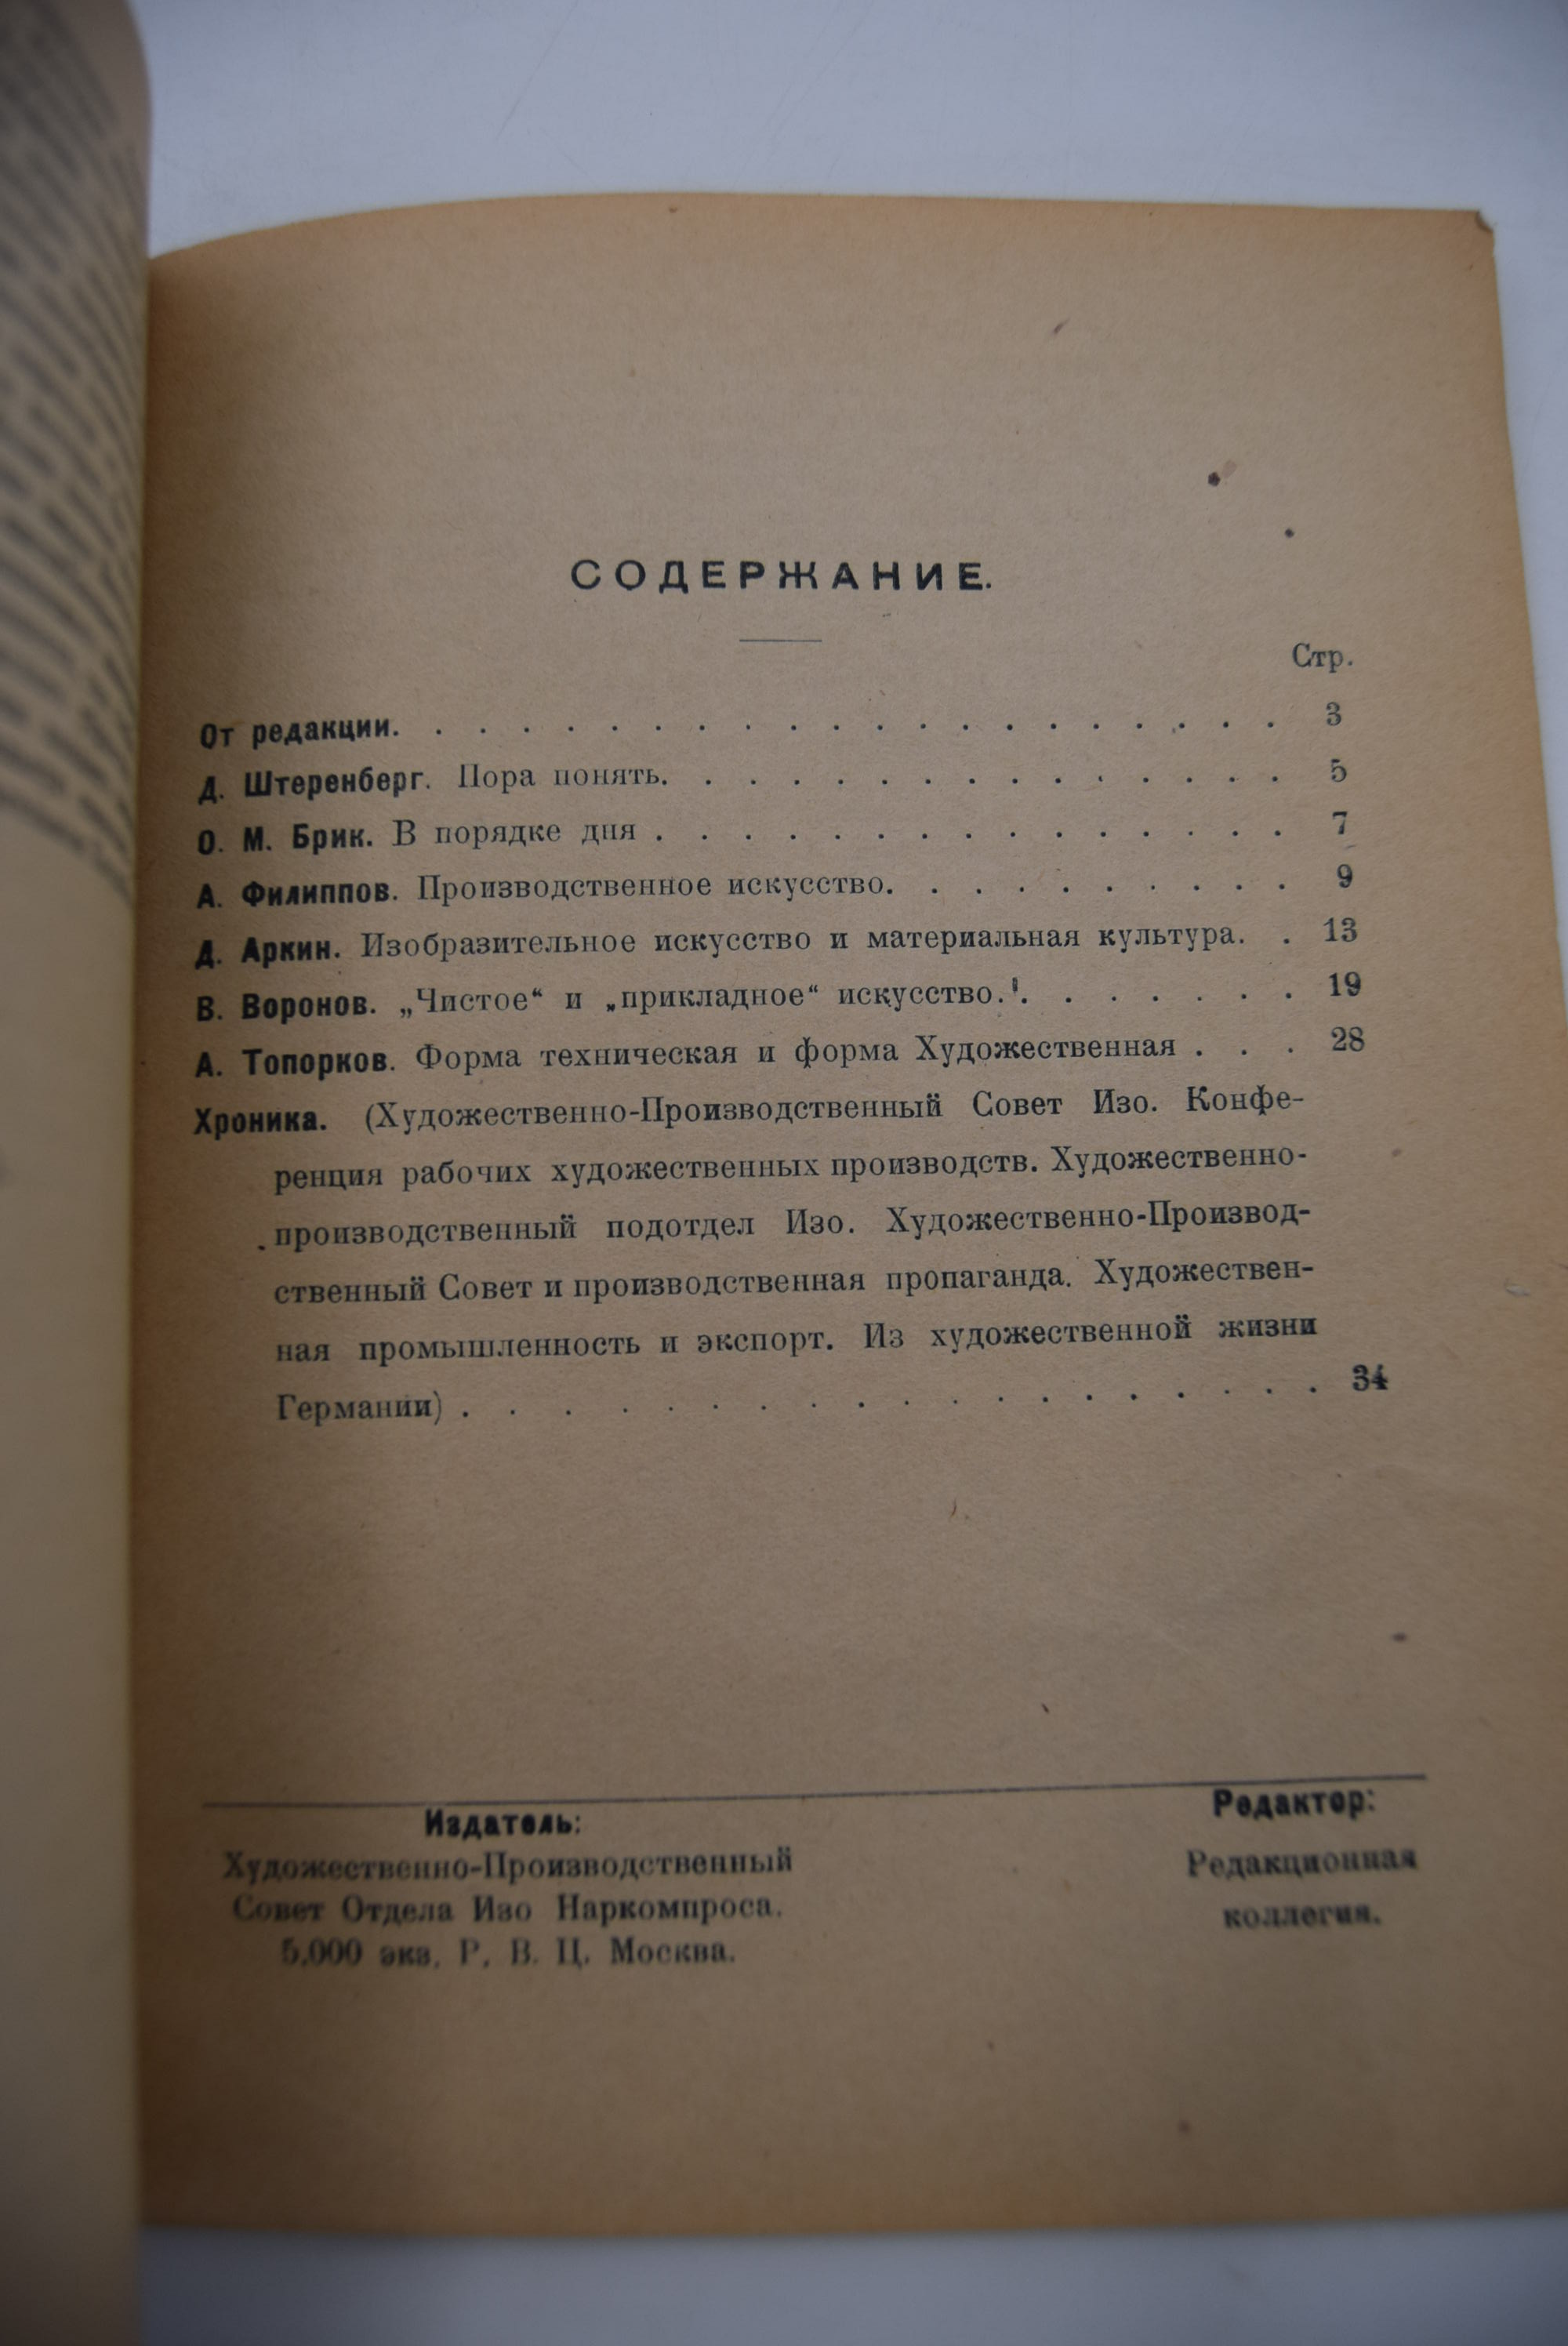 СОДЕРЖАНИЕ.
Стр.
От редакции. . . . . . . . . . . . . . . . . . . . . 3
Д. Штеренберг. Пора понять. . . . . . . . . . . . . . . 5
О. М. Брик. В порядке дня . . . . . . . . . . . . . . . 7
А. Филиппов. Производственное искусство. . . . . . . . . . 9
Д. Аркин. Изобразительное искусство и материальная культура. . 13
В. Воронов. „Чистое“ и „прикладное“ искусство. . . . . . . . 19
А. Топорков. Форма техническая и форма Художественная . . . 28
Хроника. (Художественно-Производственный Совет Изо. Конфе-
ренция рабочих художественных производств. Художественно-
производственный подотдел Изо. Художественно-Производ-
ственный Совет и производственная пропаганда. Художествен-
ная промышленность и экспорт. Из художественной жизни
Германии) . . . . . . . . . . . . . . . . 34
Издатель:
Художественно-Производственный
Совет Отдела Изо Наркомпроса.
5.000 экз. Р. В. Ц. Москва.
Редактор:
Редакционная
коллегия.